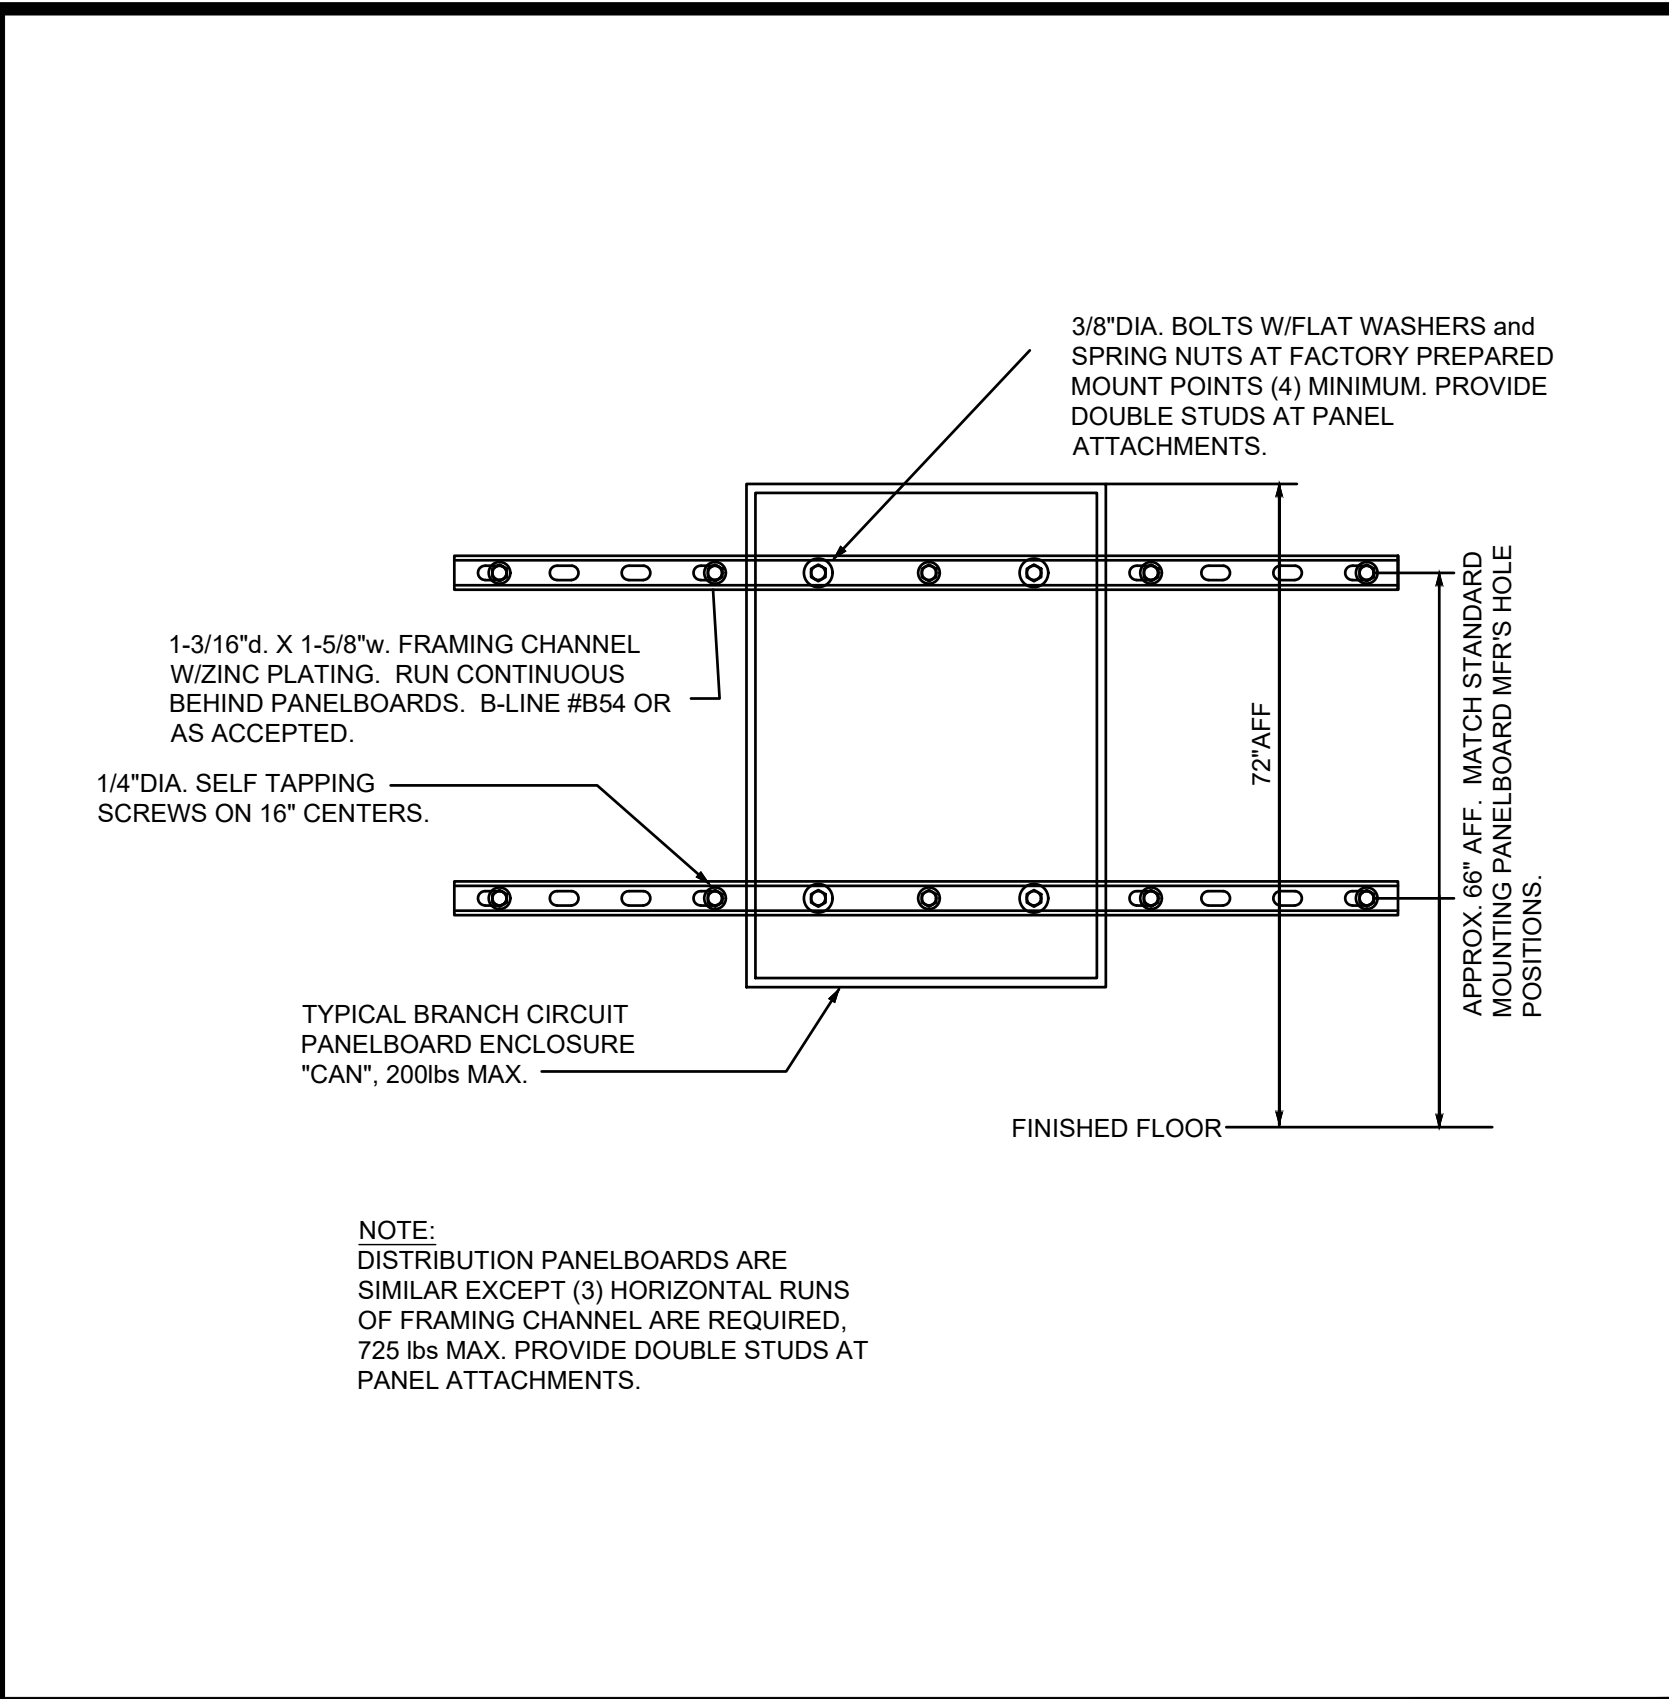 3/8"DIA. BOLTS W/FLAT WASHERS and
SPRING NUTS AT FACTORY PREPARED
MOUNT POINTS (4) MINIMUM. PROVIDE
DOUBLE STUDS AT PANEL
ATTACHMENTS.
1-3/16"d. X 1-5/8"w. FRAMING CHANNEL
W/ZINC PLATING. RUN CONTINUOUS
BEHIND PANELBOARDS. B-LINE #B54 OR
AS ACCEPTED.
1/4"DIA. SELF TAPPING
SCREWS ON 16" CENTERS.
72"AFF
APPROX. 66" AFF. MATCH STANDARD
MOUNTING PANELBOARD MFR'S HOLE
POSITIONS.
TYPICAL BRANCH CIRCUIT
PANELBOARD ENCLOSURE
"CAN", 200lbs MAX.
FINISHED FLOOR
NOTE:
DISTRIBUTION PANELBOARDS ARE
SIMILAR EXCEPT (3) HORIZONTAL RUNS
OF FRAMING CHANNEL ARE REQUIRED,
725 lbs MAX. PROVIDE DOUBLE STUDS AT
PANEL ATTACHMENTS.